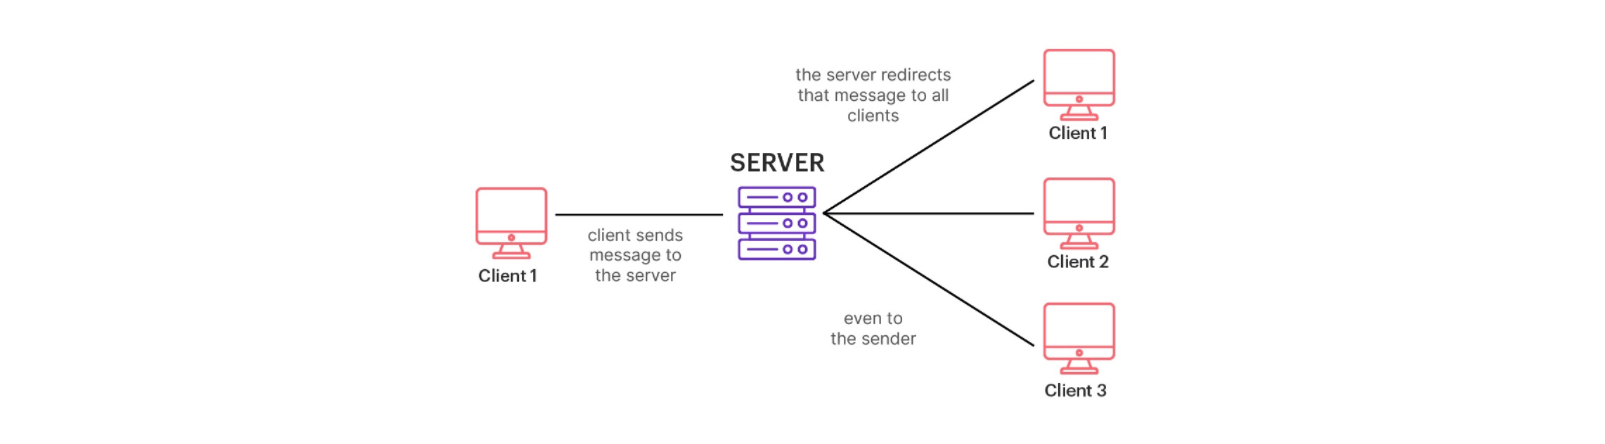 the server redirects
that message to all
clients
Client 1
SERVER
client sends
message to
the server
Client 1
Client 2
even to
the sender
Client 3